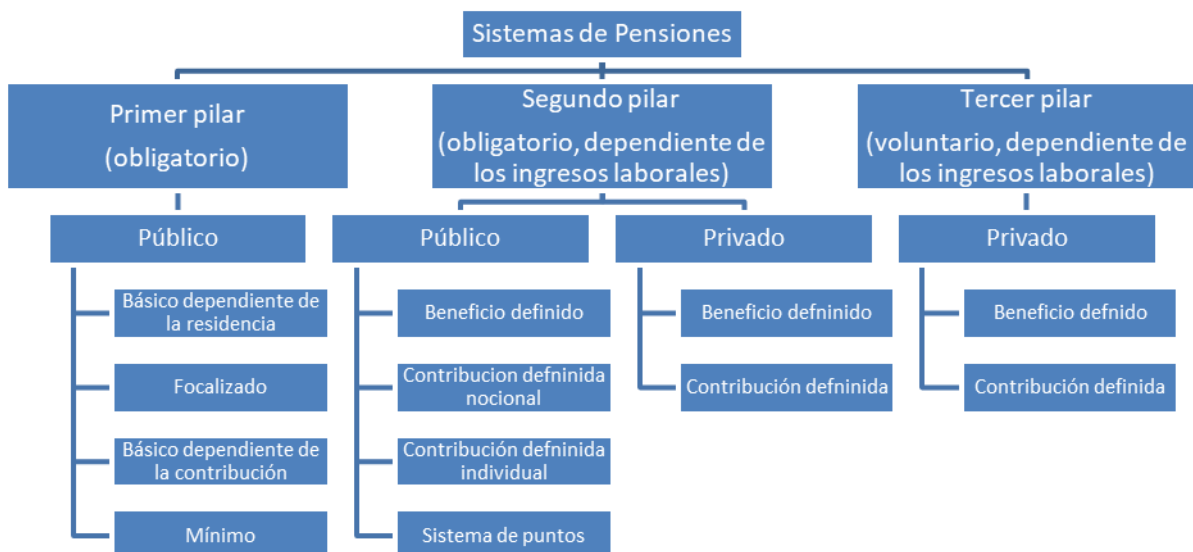 Sistemas de Pensiones
Primer pilar
(obligatorio)
Segundo pilar
(obligatorio, dependiente de
los ingresos laborales)
Tercer pilar
(voluntario, dependiente de
los ingresos laborales)
Público
Básico dependiente de
la residencia
Focalizado
Básico dependiente de
la contribución
Mínimo
Público
Beneficio definido
Contribucion defninida
nocional
Contribución defninida
individual
Sistema de puntos
Privado
Beneficio defninido
Contribución defninida
Privado
Beneficio defnido
Contribución definida